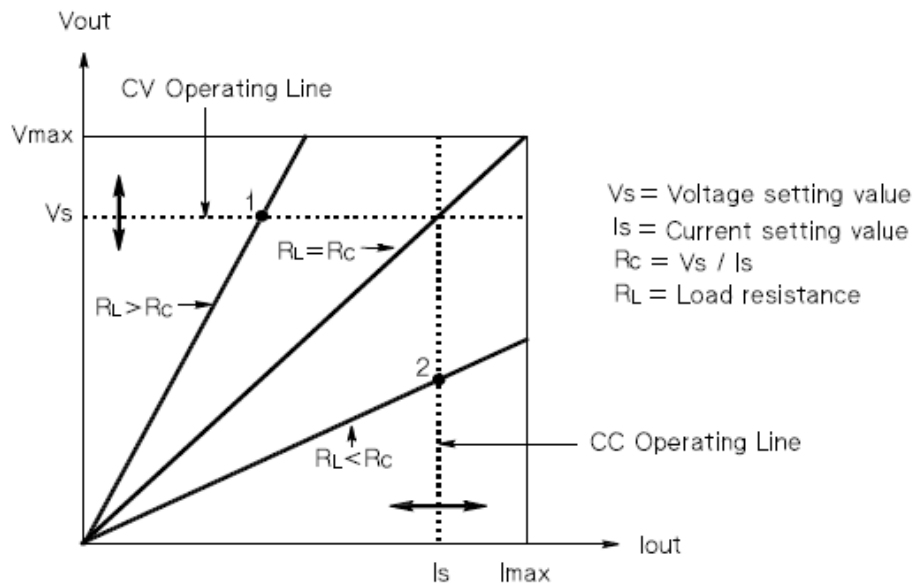 Vout
CV Operating Line
Vmax
Vs
1
RL=RC
RL>RC
2
RL<RC
CC Operating Line
Iout
Is
Imax
Vs = Voltage setting value
Is = Current setting value
RC = Vs / Is
RL = Load resistance